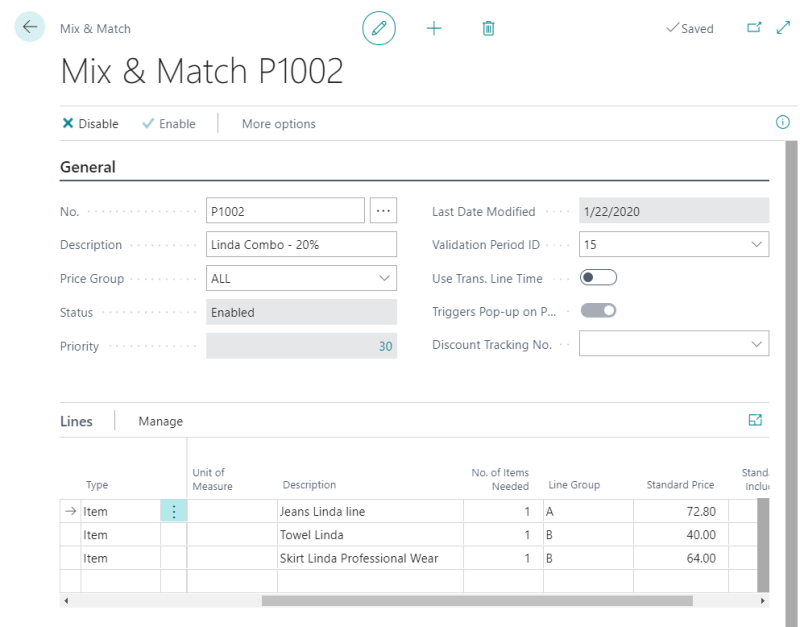 Mix & Match
Saved
Mix & Match P1002
Disable Enable More options
General
No. P1002 Last Date Modified 1/22/2020
Description Linda Combo - 20% Validation Period ID 15
Price Group ALL Use Trans. Line Time
Status Enabled Triggers Pop-up on P...
Priority 30 Discount Tracking No.
Lines Manage
Type Unit of Measure Description No. of Items Needed Line Group Standard Price Stand. Inclu
Item Jeans Linda line 1 A 72.80
Item Towel Linda 1 B 40.00
Item Skirt Linda Professional Wear 1 B 64.00